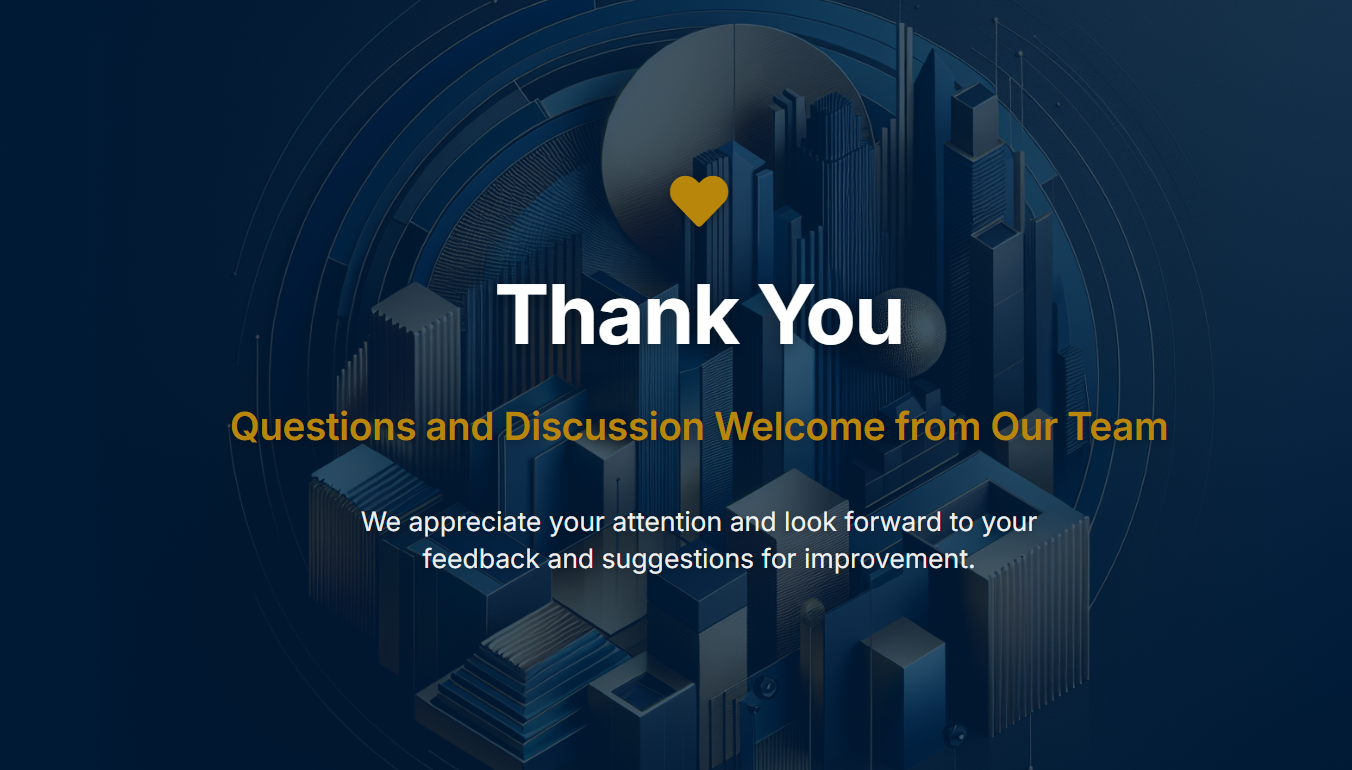 Thank You
Questions and Discussion Welcome from Our Team
We appreciate your attention and look forward to your
feedback and suggestions for improvement.